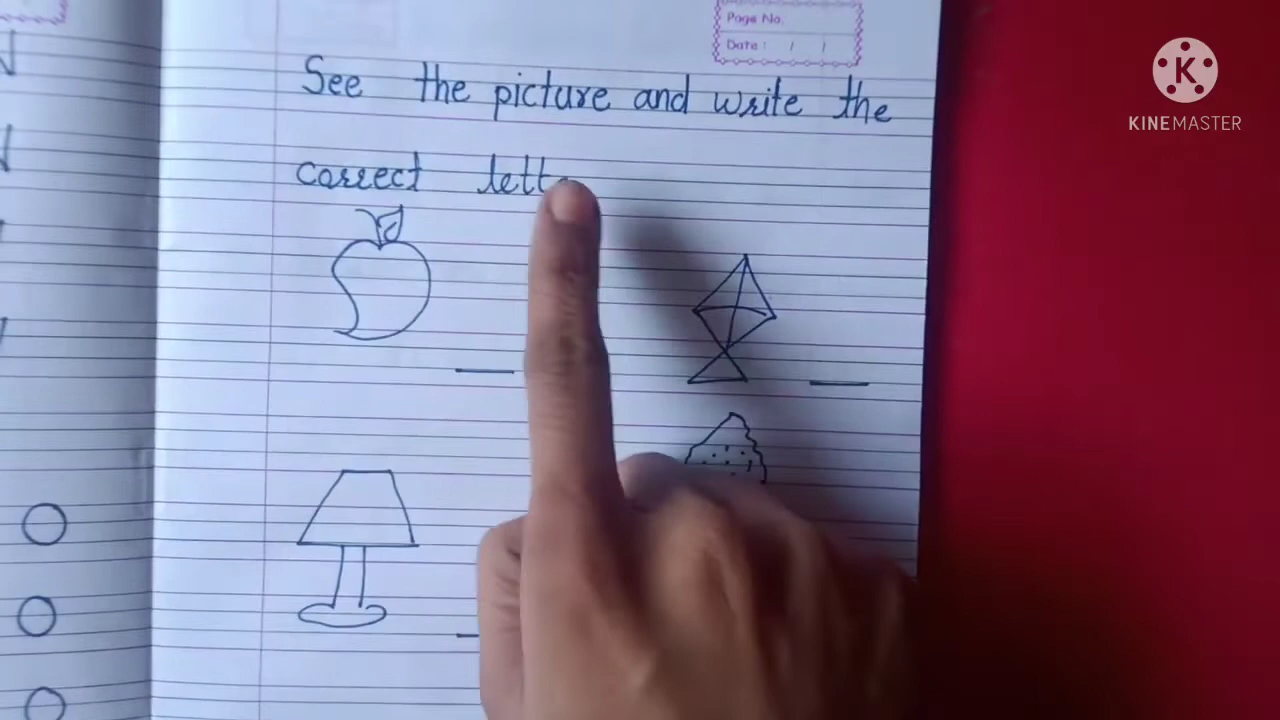 Page No.
Date : / /
See the picture and write the
correct
K
KINEMASTER